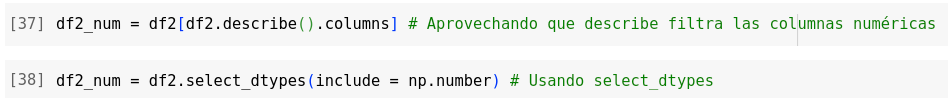 [37] df2_num = df2[df2.describe().columns] # Aprovechando que describe filtra las columnas numéricas
[38] df2_num = df2.select_dtypes(include = np.number) # Usando select_dtypes